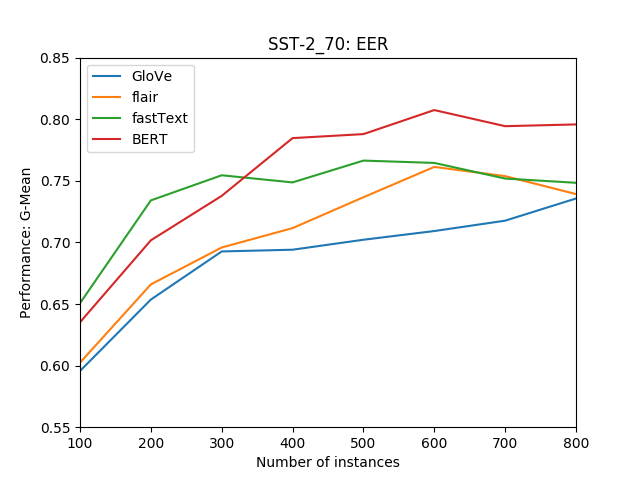 SST-2_70: EER
0.85
0.80
0.75
0.70
0.65
0.60
0.55
Performance: G-Mean
GloVe
flair
fastText
BERT
100 200 300 400 500 600 700 800
Number of instances